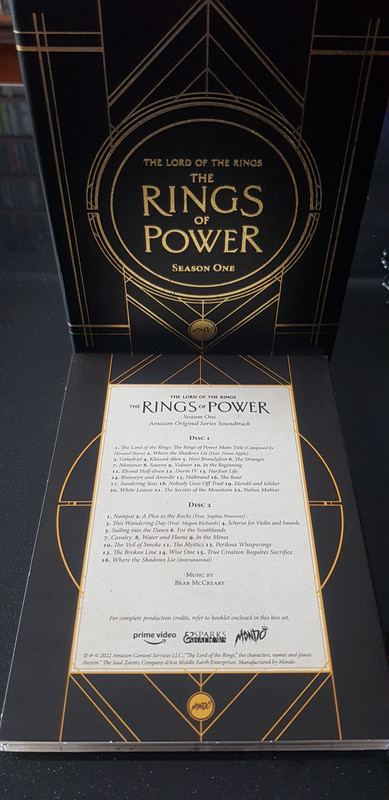 THE LORD OF THE RINGS
THE
RINGS
OF
POWER
SEASON ONE
MONDO
THE LORD OF THE RINGS
THE RINGS OF POWER
Season One
Amazon Original Series Soundtrack
DISC 1
1. The Lord of the Rings: The Rings of Power Main Title (Composed by
Howard Shore) 2. Where the Shadows Lie (Feat. Fiona Apple)
3. Galadriel 4. Khazad-dûm 5. Nori Brandyfoot 6. The Stranger
7. Númenor 8. Sauron 9. Valinor 10. In the Beginning
11. Elrond Half-elven 12. Durin IV 13. Harfoot Life
14. Bronwyn and Arondir 15. Halbrand 16. The Boat
17. Sundering Seas 18. Nobody Goes Off Trail 19. Elendil and Isildur
20. White Leaves 21. The Secrets of the Mountain 22. Nolwa Mahtar
DISC 2
1. Nampat 2. A Plea to the Rocks (Feat. Sophia Nomvete)
3. This Wandering Day (Feat. Megan Richards) 4. Scherzo for Violin and Swords
5. Sailing into the Dawn 6. For the Southlands
7. Cavalry 8. Water and Flame 9. In the Mines
10. The Veil of Smoke 11. The Mystics 12. Perilous Whisperings
13. The Broken Line 14. Wise One 15. True Creation Requires Sacrifice
16. Where the Shadows Lie (Instrumental)
MUSIC BY
BEAR MCCREARY
For complete production credits, refer to booklet enclosed in this box set.
prime video SPARKS & SHADOWS MONDO
℗ & © 2022 Amazon Content Services LLC. "The Lord of the Rings," the characters, names and places
therein ™ The Saul Zaentz Company d/b/a Middle Earth Enterprises. Manufactured by Mondo.
MONDO